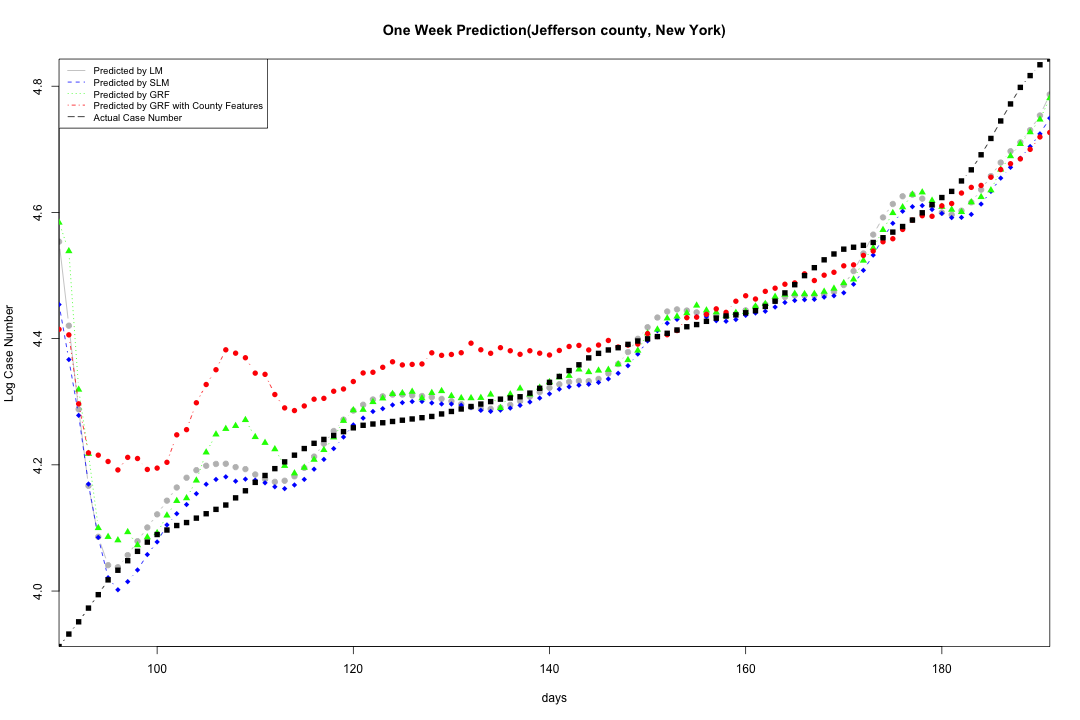 One Week Prediction(Jefferson county, New York)
Predicted by LM
Predicted by SLM
Predicted by GRF
Predicted by GRF with County Features
Actual Case Number
4.8
4.6
4.4
4.2
4.0
Log Case Number
100 120 140 160 180
days